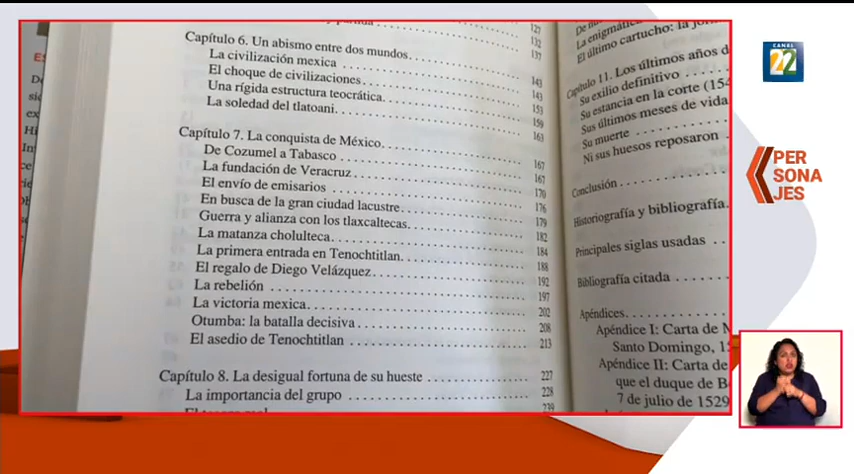 127
132
137
Capítulo 6. Un abismo entre dos mundos 143
La civilización mexica 143
El choque de civilizaciones 153
Una rígida estructura teocrática 159
La soledad del tlatoani 163
Capítulo 7. La conquista de México 167
De Cozumel a Tabasco 167
La fundación de Veracruz 170
El envío de emisarios 176
En busca de la gran ciudad lacustre 179
Guerra y alianza con los tlaxcaltecas 182
La matanza cholulteca 184
La primera entrada en Tenochtitlan 188
El regalo de Diego Velázquez 192
La rebelión 197
La victoria mexica 202
Otumba: la batalla decisiva 208
El asedio de Tenochtitlan 213
Capítulo 8. La desigual fortuna de su hueste 227
La importancia del grupo 228
239
La enigmátic
El último cartucho: la
Capítulo 11. Los últimos años d
Su exilio definitivo
Su estancia en la corte (154
Sus últimos meses de vida
Su muerte
Ni sus huesos reposaron
Conclusión
Historiografía y bibliografía
Principales siglas usadas
Bibliografía citada
Apéndices
Apéndice I: Carta de
Santo Domingo, 
Apéndice II: Carta de
que el duque de B
7 de julio de 1529
CANAL
22
PER
SONA
JES